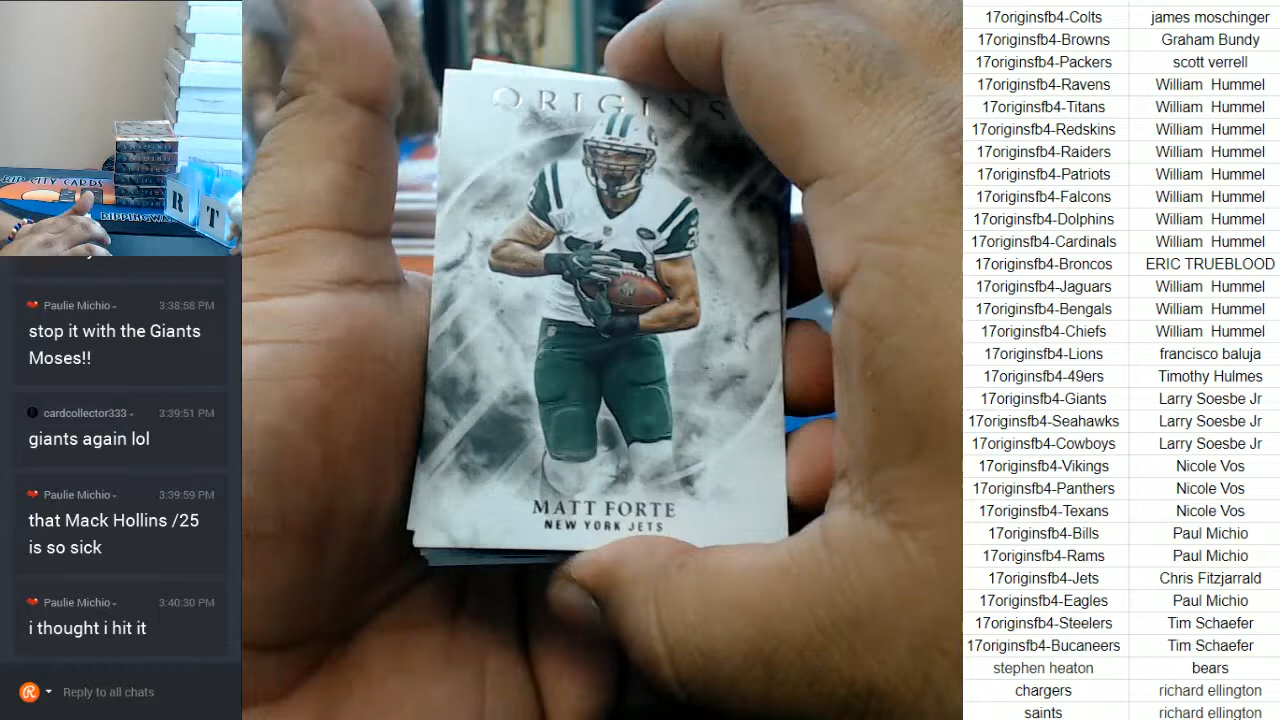 RIP CITY CARDS
RIPPINGWAX
R
T
Paulie Michio
3:38:58 PM
stop it with the Giants
Moses!!
cardcollector333
3:39:51 PM
giants again lol
Paulie Michio
3:39:59 PM
that Mack Hollins /25
is so sick
Paulie Michio
3:40:30 PM
i thought i hit it
Reply to all chats
ORIGINS
MATT FORTE
NEW YORK JETS
17originsfb4-Colts james moschinger
17originsfb4-Browns Graham Bundy
17originsfb4-Packers scott verrell
17originsfb4-Ravens William Hummel
17originsfb4-Titans William Hummel
17originsfb4-Redskins William Hummel
17originsfb4-Raiders William Hummel
17originsfb4-Patriots William Hummel
17originsfb4-Falcons William Hummel
17originsfb4-Dolphins William Hummel
17originsfb4-Cardinals William Hummel
17originsfb4-Broncos ERIC TRUEBLOOD
17originsfb4-Jaguars William Hummel
17originsfb4-Bengals William Hummel
17originsfb4-Chiefs William Hummel
17originsfb4-Lions francisco baluja
17originsfb4-49ers Timothy Hulmes
17originsfb4-Giants Larry Soesbe Jr
17originsfb4-Seahawks Larry Soesbe Jr
17originsfb4-Cowboys Larry Soesbe Jr
17originsfb4-Vikings Nicole Vos
17originsfb4-Panthers Nicole Vos
17originsfb4-Texans Nicole Vos
17originsfb4-Bills Paul Michio
17originsfb4-Rams Paul Michio
17originsfb4-Jets Chris Fitzjarrald
17originsfb4-Eagles Paul Michio
17originsfb4-Steelers Tim Schaefer
17originsfb4-Bucaneers Tim Schaefer
stephen heaton bears
chargers richard ellington
saints richard ellington